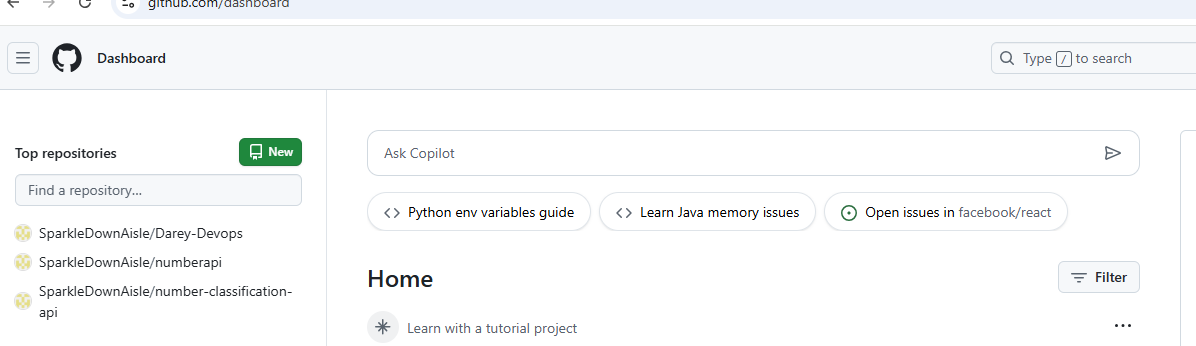 github.com/dashboard
Dashboard
Type / to search
Top repositories
New
Find a repository...
SparkleDownAisle/Darey-Devops
SparkleDownAisle/numberapi
SparkleDownAisle/number-classification-
api
Ask Copilot
Python env variables guide
Learn Java memory issues
Open issues in facebook/react
Home
Filter
Learn with a tutorial project